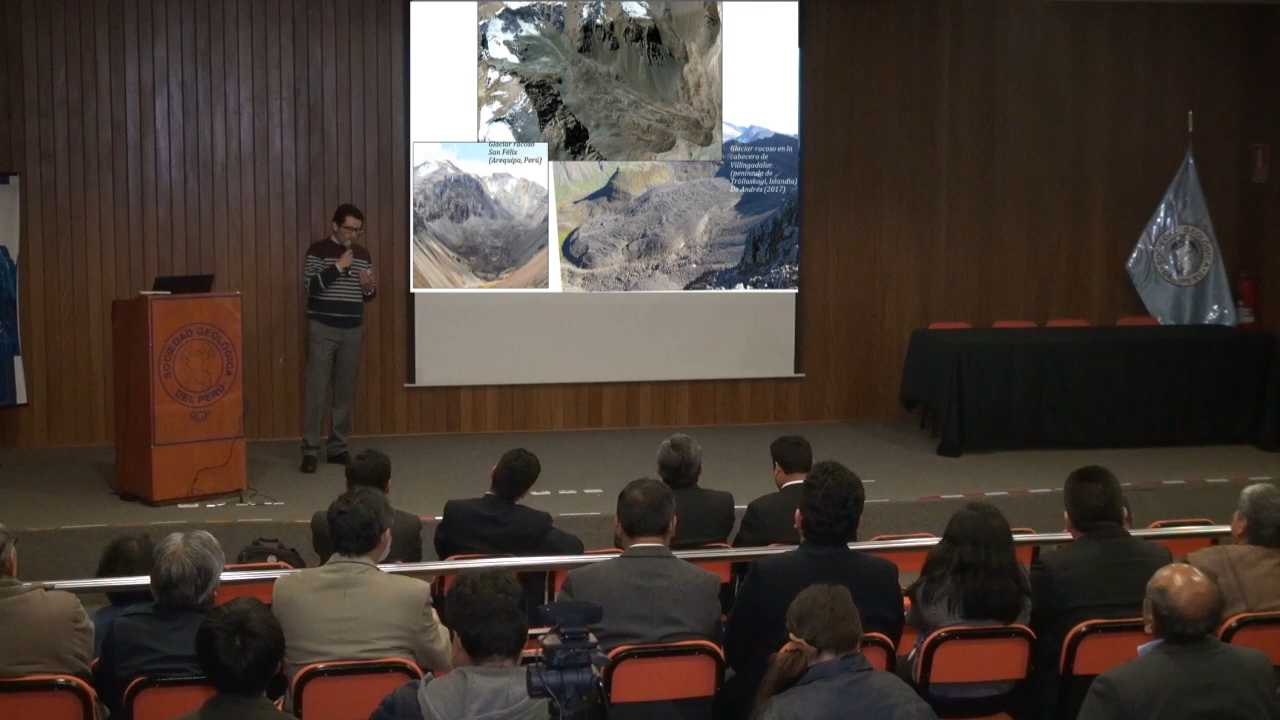 Glaciar rocoso
San Félix
(Arequipa, Perú)
Glaciar rocoso en la
cabecera de
Víllingadalur.
(península de
Tröllaskagi, Islandia)
De Andrés (2017)
SOCIEDAD GEOLÓGICA
DEL PERÚ
SGP